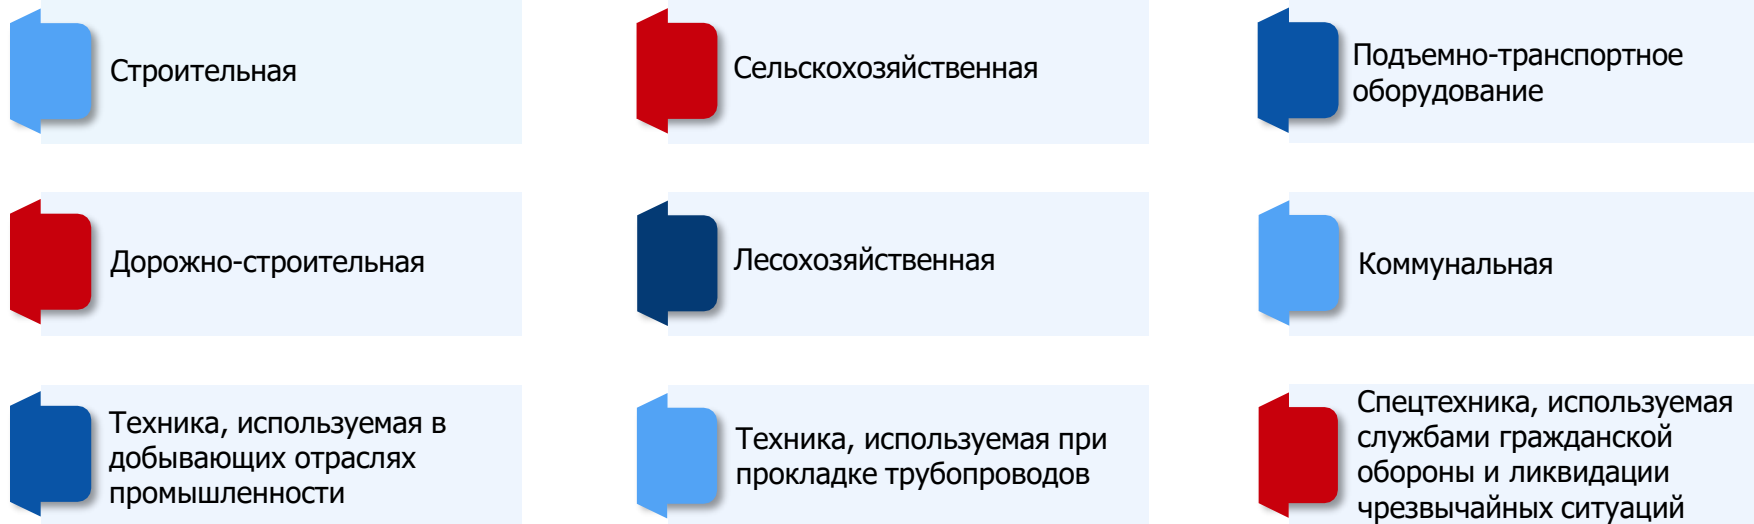 Строительная
Сельскохозяйственная
Подъемно-транспортное
оборудование
Дорожно-строительная
Лесохозяйственная
Коммунальная
Техника, используемая в
добывающих отраслях
промышленности
Техника, используемая при
прокладке трубопроводов
Спецтехника, используемая
службами гражданской
обороны и ликвидации
чрезвычайных ситуаций